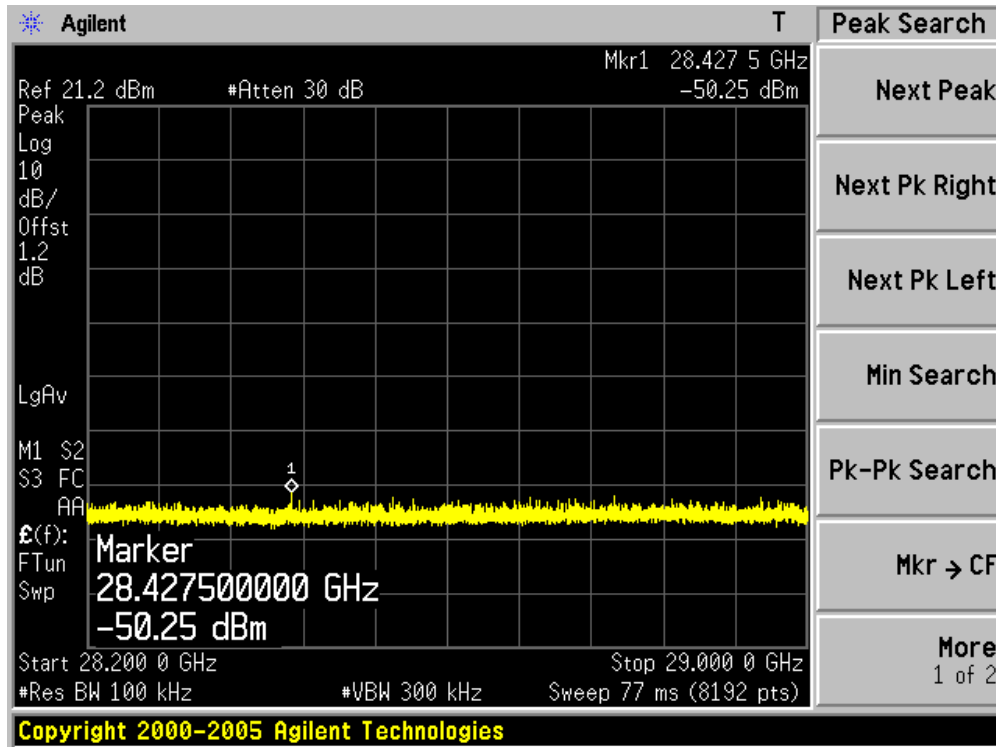 Agilent
T
Peak Search
Mkr1 28.427 5 GHz
Ref 21.2 dBm #Atten 30 dB -50.25 dBm
Peak
Log
10
dB/
Offst
1.2
dB
LgAv
M1 S2
S3 FC
AA
£(f):
FTun
Swp
1
Marker
28.427500000 GHz
-50.25 dBm
Start 28.200 0 GHz Stop 29.000 0 GHz
#Res BW 100 kHz #VBW 300 kHz Sweep 77 ms (8192 pts)
Copyright 2000-2005 Agilent Technologies
Next Peak
Next Pk Right
Next Pk Left
Min Search
Pk-Pk Search
Mkr → CF
More
1 of 2